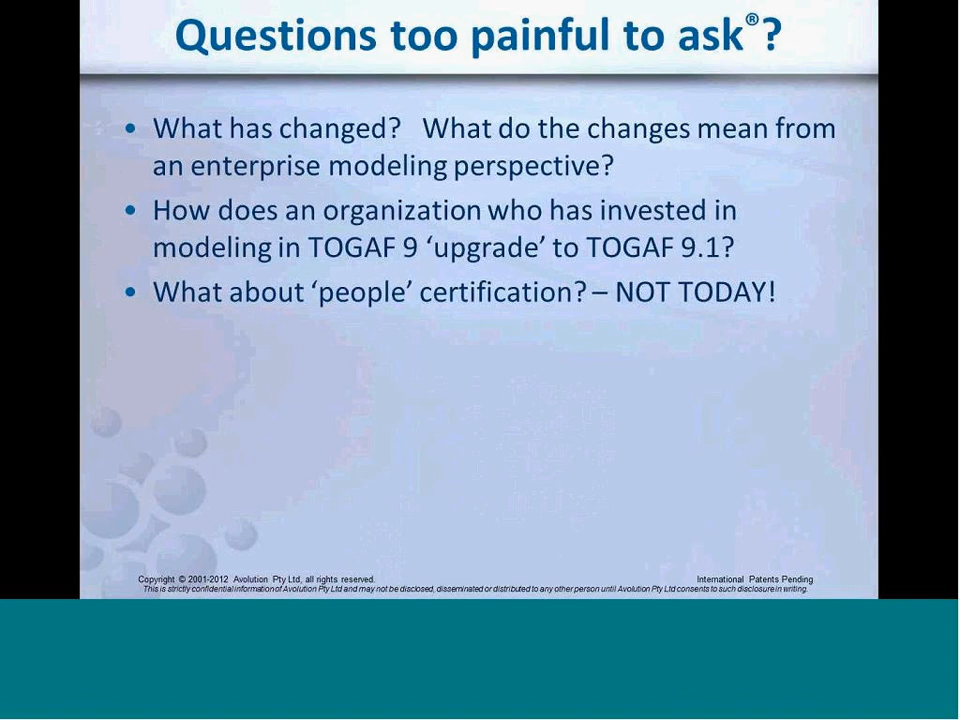 Questions too painful to ask®?
• What has changed?   What do the changes mean from
an enterprise modeling perspective?
• How does an organization who has invested in
modeling in TOGAF 9 ‘upgrade’ to TOGAF 9.1?
• What about ‘people’ certification? – NOT TODAY!
Copyright © 2001-2012 Avolution Pty Ltd, all rights reserved. International Patents Pending
This is strictly confidential information of Avolution Pty Ltd and may not be disclosed, disseminated or distributed to any other person until Avolution Pty Ltd consents to such disclosure in writing.